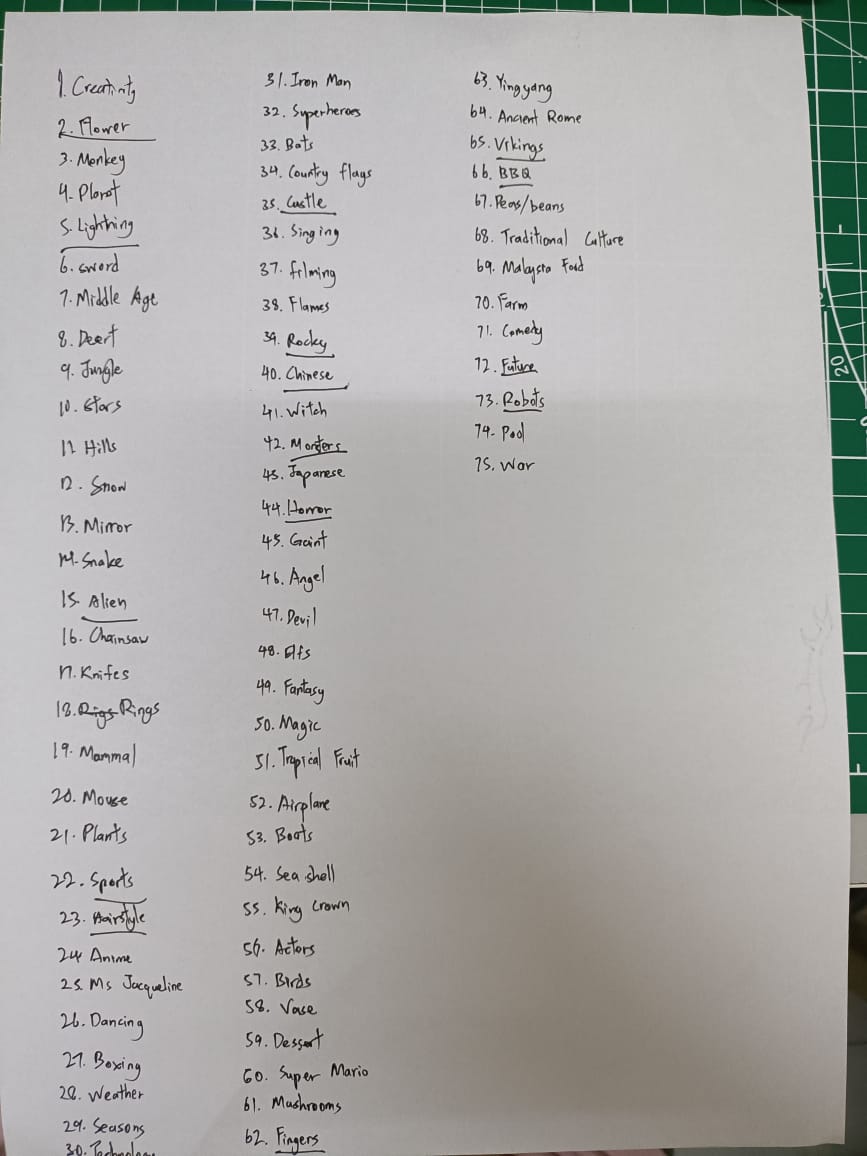 1. Creativity
2. Flower
3. Monkey
4. Planet
5. Lightning
6. sword
7. Middle Age
8. Desert
9. Jungle
10. Stars
11. Hills
12. Snow
13. Mirror
14. Snake
15. Alien
16. Chainsaw
17. Knifes
18. Rigs Rings
19. Mammal
20. Mouse
21. Plants
22. Sports
23. Hairstyle
24. Anime
25. Ms Jacqueline
26. Dancing
27. Boxing
28. Weather
29. Seasons
30. Technology
31. Iron Man
32. Superheroes
33. Bats
34. Country flags
35. Castle
36. Singing
37. filming
38. Flames
39. Rocky
40. Chinese
41. Witch
42. Monsters
43. Japanese
44. Horror
45. Gaint
46. Angel
47. Devil
48. Elfs
49. Fantasy
50. Magic
51. Tropical Fruit
52. Airplane
53. Boats
54. Sea shell
55. King Crown
56. Actors
57. Birds
58. Vase
59. Dessert
60. Super Mario
61. Mushrooms
62. Fingers
63. Yingyang
64. Ancient Rome
65. Vikings
66. BBQ
67. Peas/beans
68. Traditional Culture
69. Malaysia Food
70. Farm
71. Comedy
72. Future
73. Robots
74. Pool
75. War
20